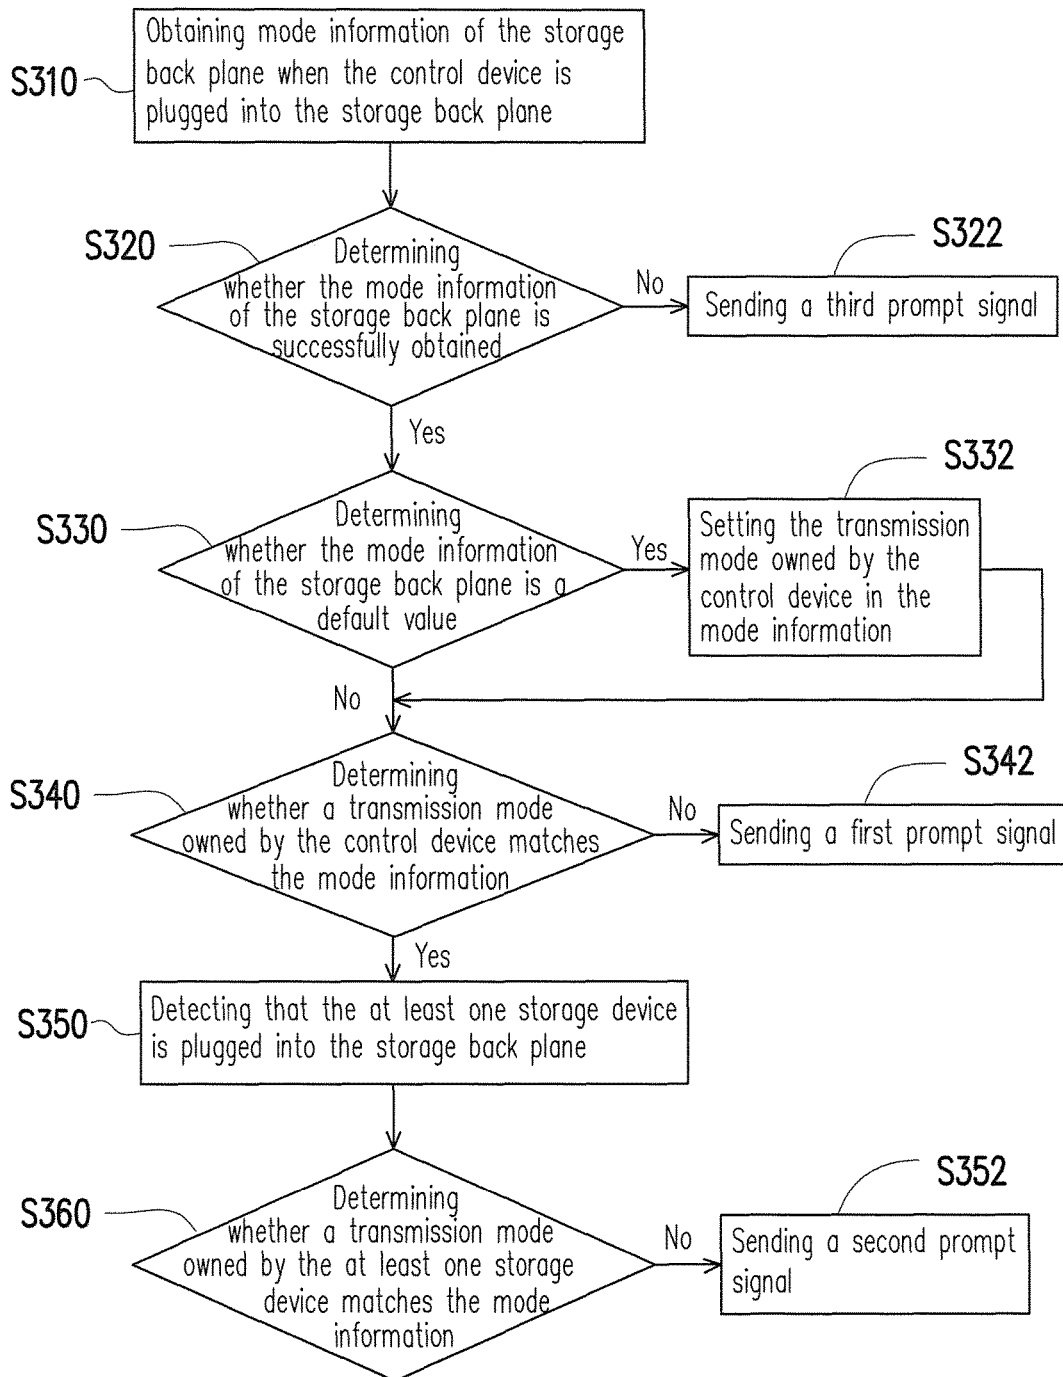 Obtaining mode information of the storage
back plane when the control device is
plugged into the storage back plane
S310
S320
Determining
whether the mode information
of the storage back plane is
successfully obtained
No
S322
Sending a third prompt signal
Yes
S330
Determining
whether the mode information
of the storage back plane is a
default value
Yes
S332
Setting the transmission
mode owned by the
control device in the
mode information
No
S340
Determining
whether a transmission mode
owned by the control device matches
the mode information
No
S342
Sending a first prompt signal
Yes
S350
Detecting that the at least one storage device
is plugged into the storage back plane
S360
Determining
whether a transmission mode
owned by the at least one storage
device matches the mode
information
No
S352
Sending a second prompt
signal